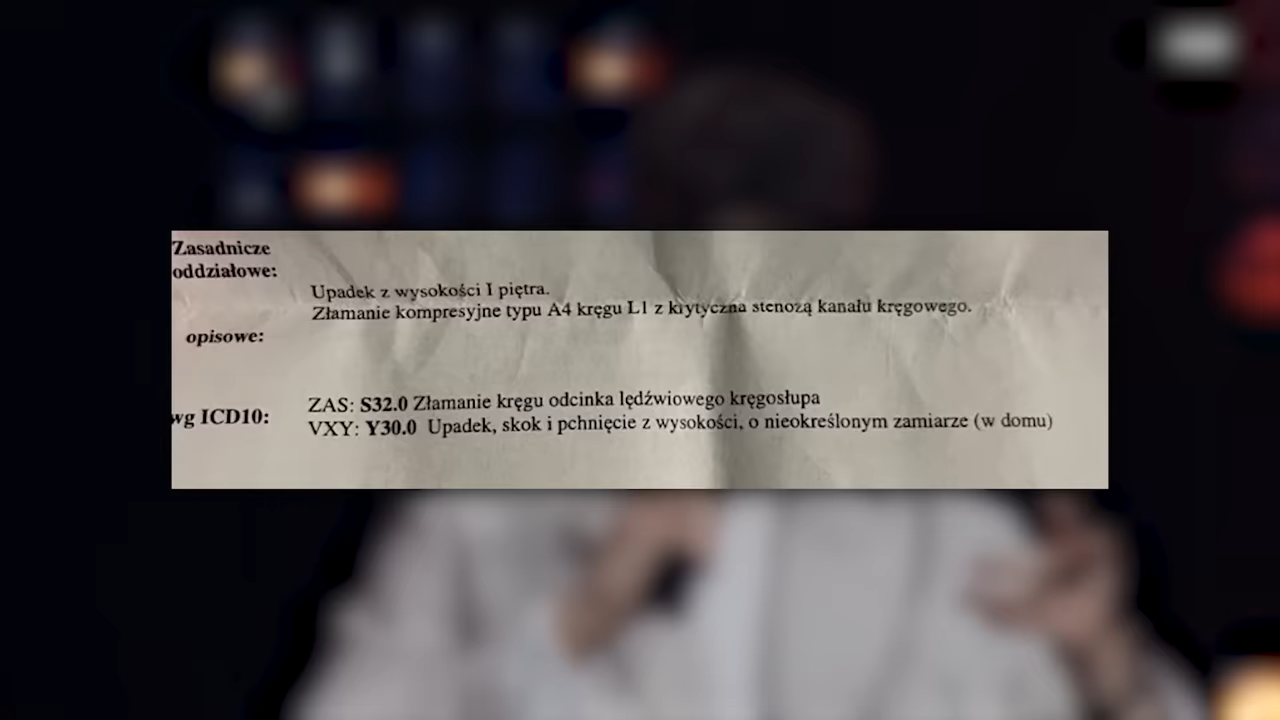 Zasadnicze
oddziałowe:
Upadek z wysokości I piętra.
Złamanie kompresyjne typu A4 kręgu L1 z krytyczna stenozą kanału kręgowego.
opisowe:
wg ICD10:
ZAS: S32.0 Złamanie kręgu odcinka lędźwiowego kręgosłupa
VXY: Y30.0 Upadek, skok i pchnięcie z wysokości, o nieokreślonym zamiarze (w domu)